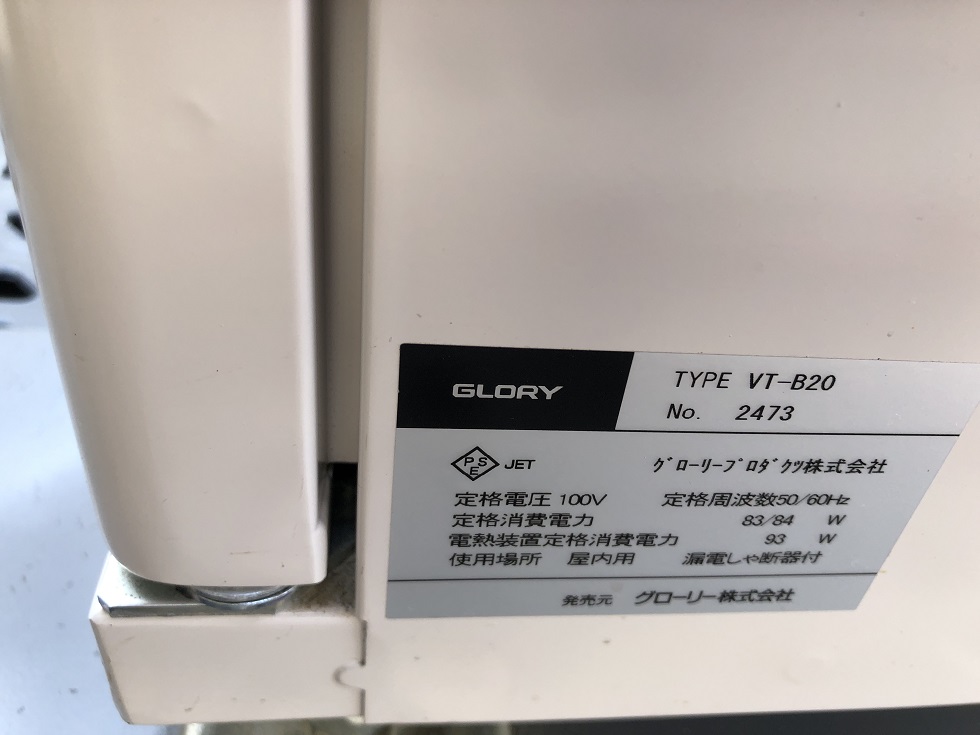 GLORY
TYPE VT-B20
No. 2473
PSE JET
グローリープロダクツ株式会社
定格電圧 100V 定格周波数50/60Hz
定格消費電力 83/84 W
電熱装置定格消費電力 93 W
使用場所 屋内用 漏電しゃ断器付
発売元 グローリー株式会社